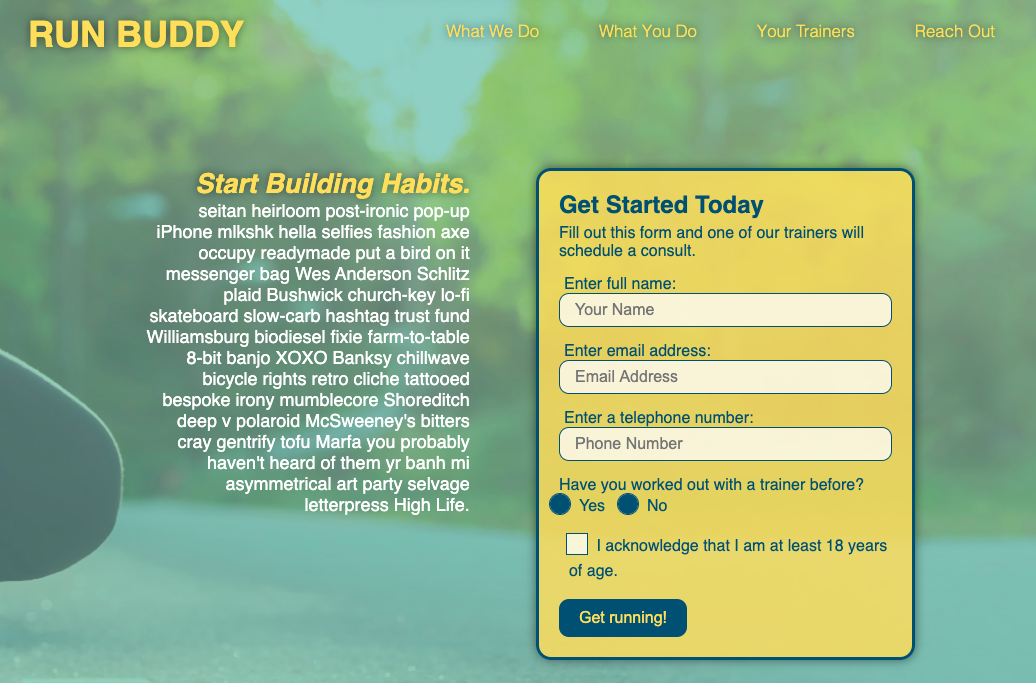 RUN BUDDY
What We Do
What You Do
Your Trainers
Reach Out
Start Building Habits.
seitan heirloom post-ironic pop-up
iPhone mlkshk hella selfies fashion axe
occupy readymade put a bird on it
messenger bag Wes Anderson Schlitz
plaid Bushwick church-key lo-fi
skateboard slow-carb hashtag trust fund
Williamsburg biodiesel fixie farm-to-table
8-bit banjo XOXO Banksy chillwave
bicycle rights retro cliche tattooed
bespoke irony mumblecore Shoreditch
deep v polaroid McSweeney's bitters
cray gentrify tofu Marfa you probably
haven't heard of them yr banh mi
asymmetrical art party selvage
letterpress High Life.
Get Started Today
Fill out this form and one of our trainers will
schedule a consult.
Enter full name:
Your Name
Enter email address:
Email Address
Enter a telephone number:
Phone Number
Have you worked out with a trainer before?
Yes No
I acknowledge that I am at least 18 years
of age.
Get running!